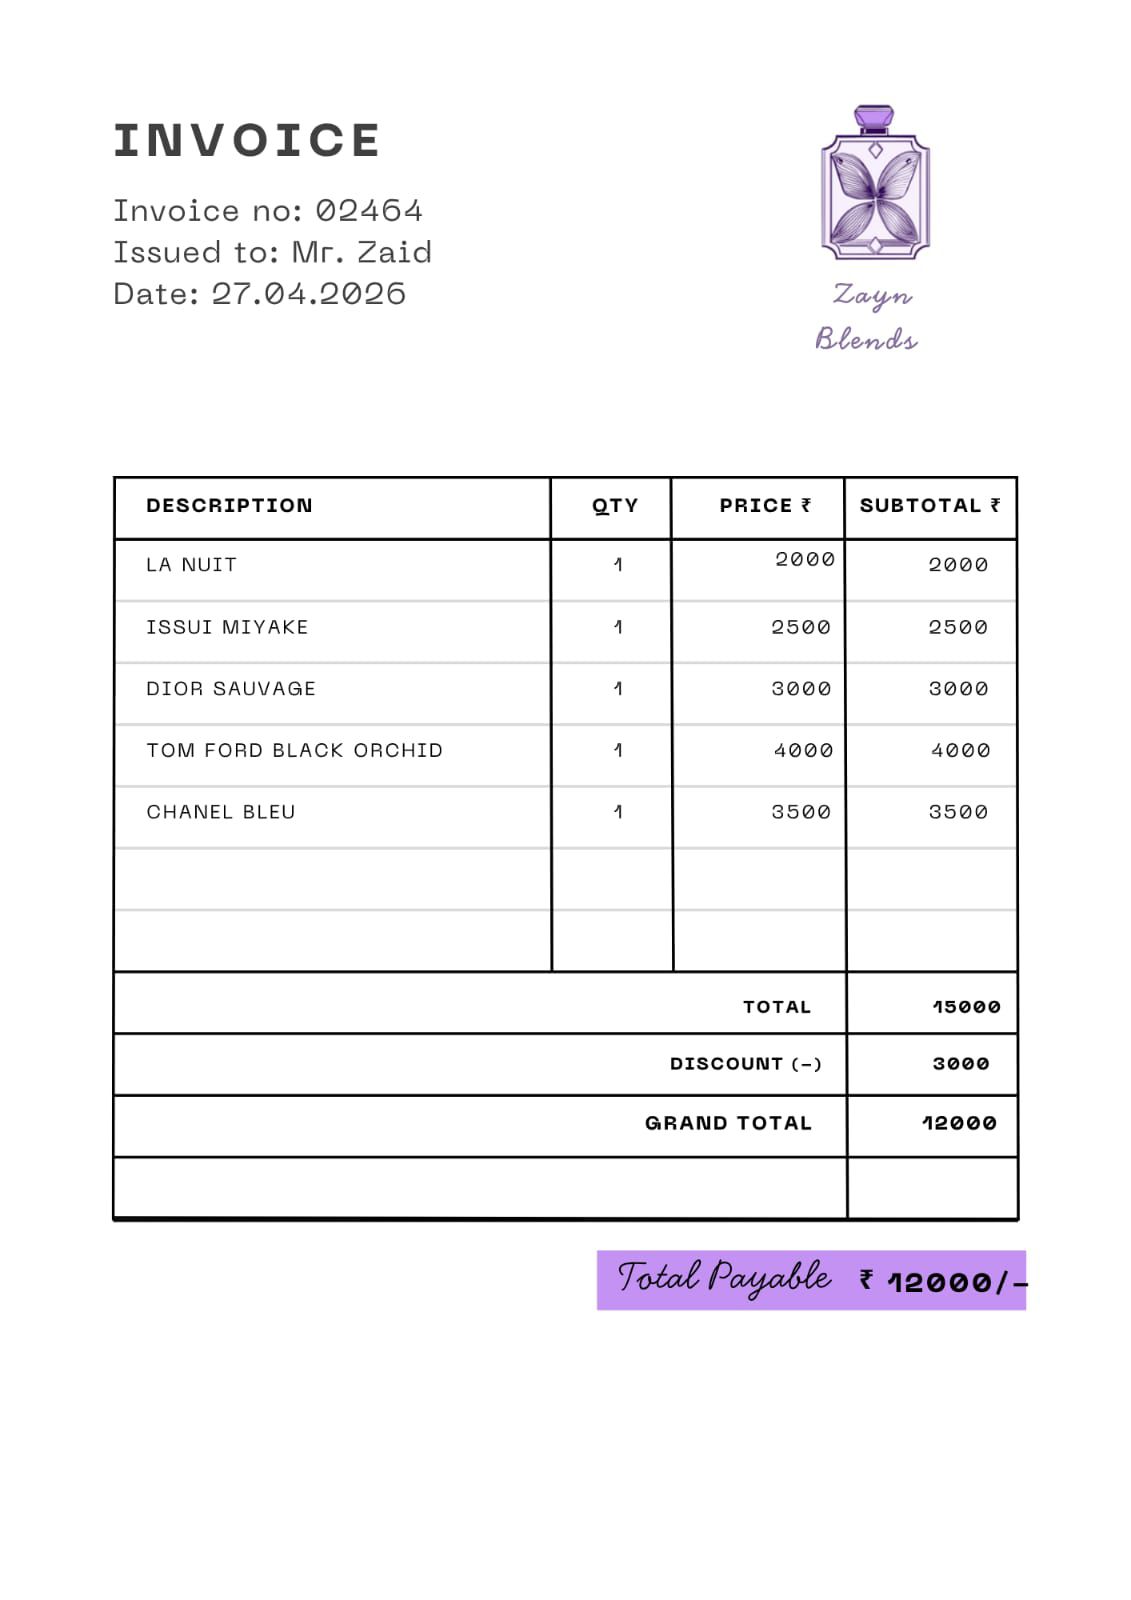 INVOICE
Invoice no: 02464
Issued to: Mr. Zaid
Date: 27.04.2026
Zayn
Blends
DESCRIPTION QTY PRICE ₹ SUBTOTAL ₹
LA NUIT 1 2000 2000
ISSUI MIYAKE 1 2500 2500
DIOR SAUVAGE 1 3000 3000
TOM FORD BLACK ORCHID 1 4000 4000
CHANEL BLEU 1 3500 3500
TOTAL 15000
DISCOUNT (-) 3000
GRAND TOTAL 12000
Total Payable ₹ 12000/-